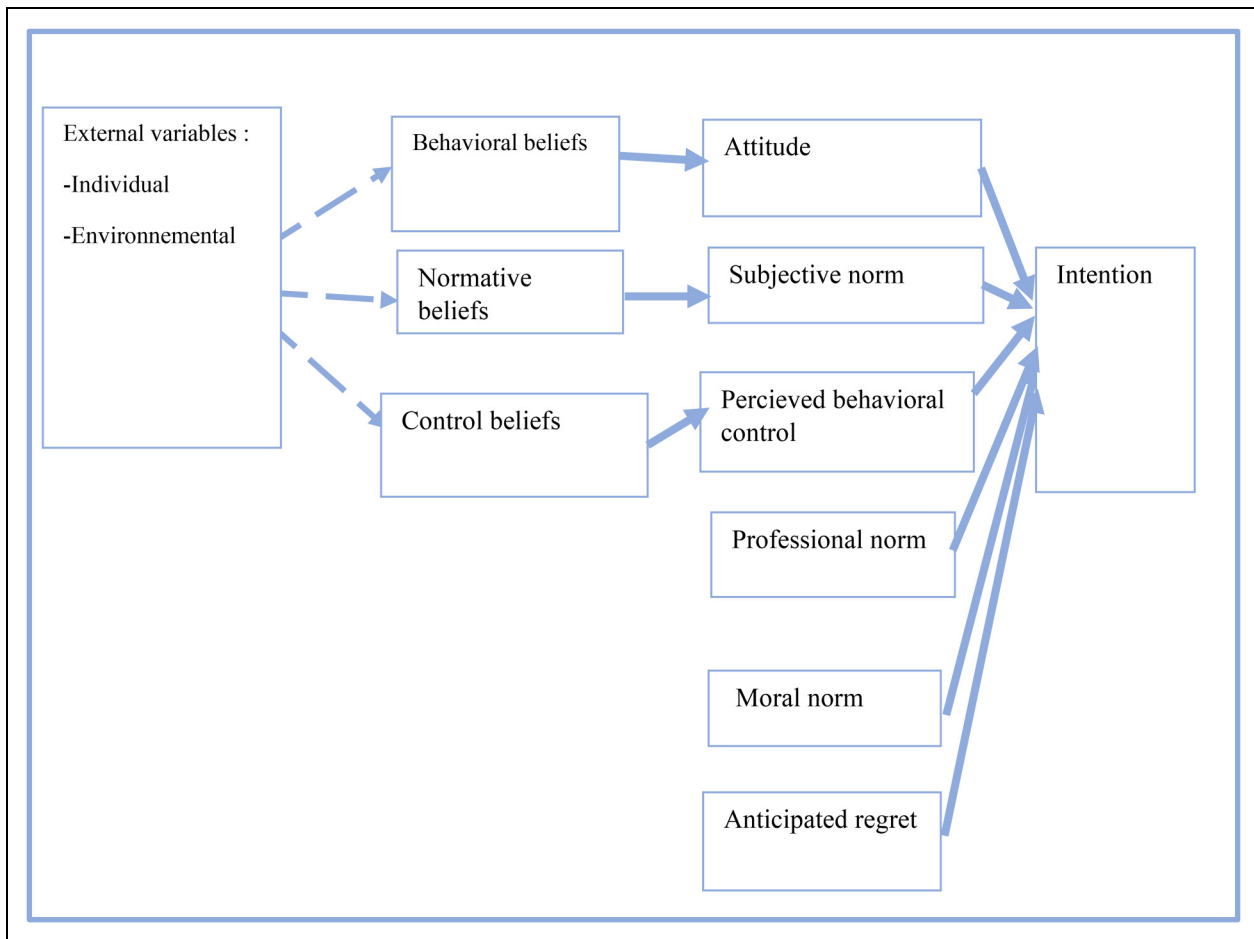 External variables :
-Individual
-Environnemental
Behavioral beliefs
Attitude
Normative
beliefs
Subjective norm
Intention
Control beliefs
Percieved behavioral
control
Professional norm
Moral norm
Anticipated regret